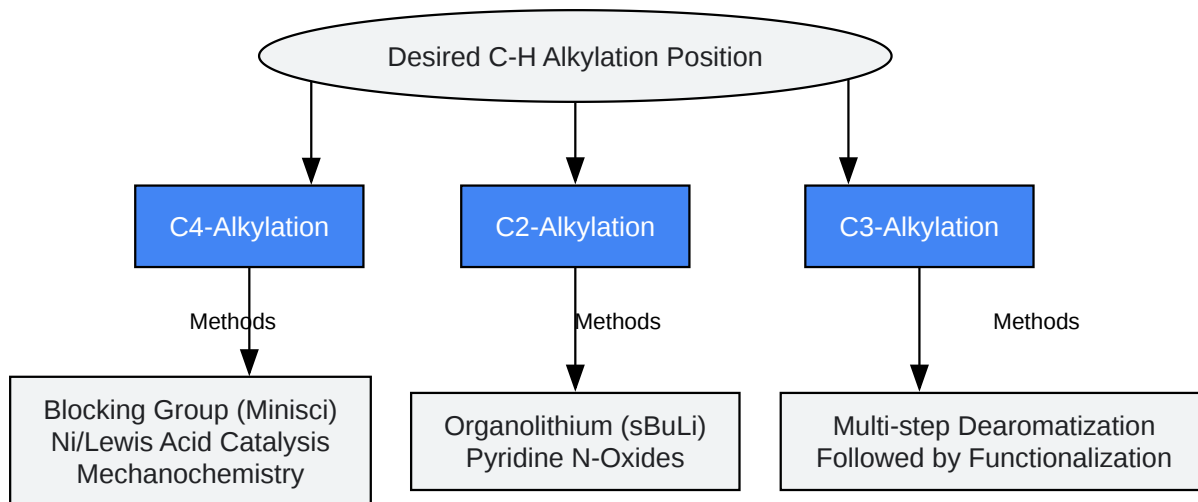 Desired C-H Alkylation Position
C4-Alkylation
C2-Alkylation
C3-Alkylation
Methods
Methods
Methods
Blocking Group (Minisci)
Ni/Lewis Acid Catalysis
Mechanochemistry
Organolithium (sBuLi)
Pyridine N-Oxides
Multi-step Dearomatization
Followed by Functionalization